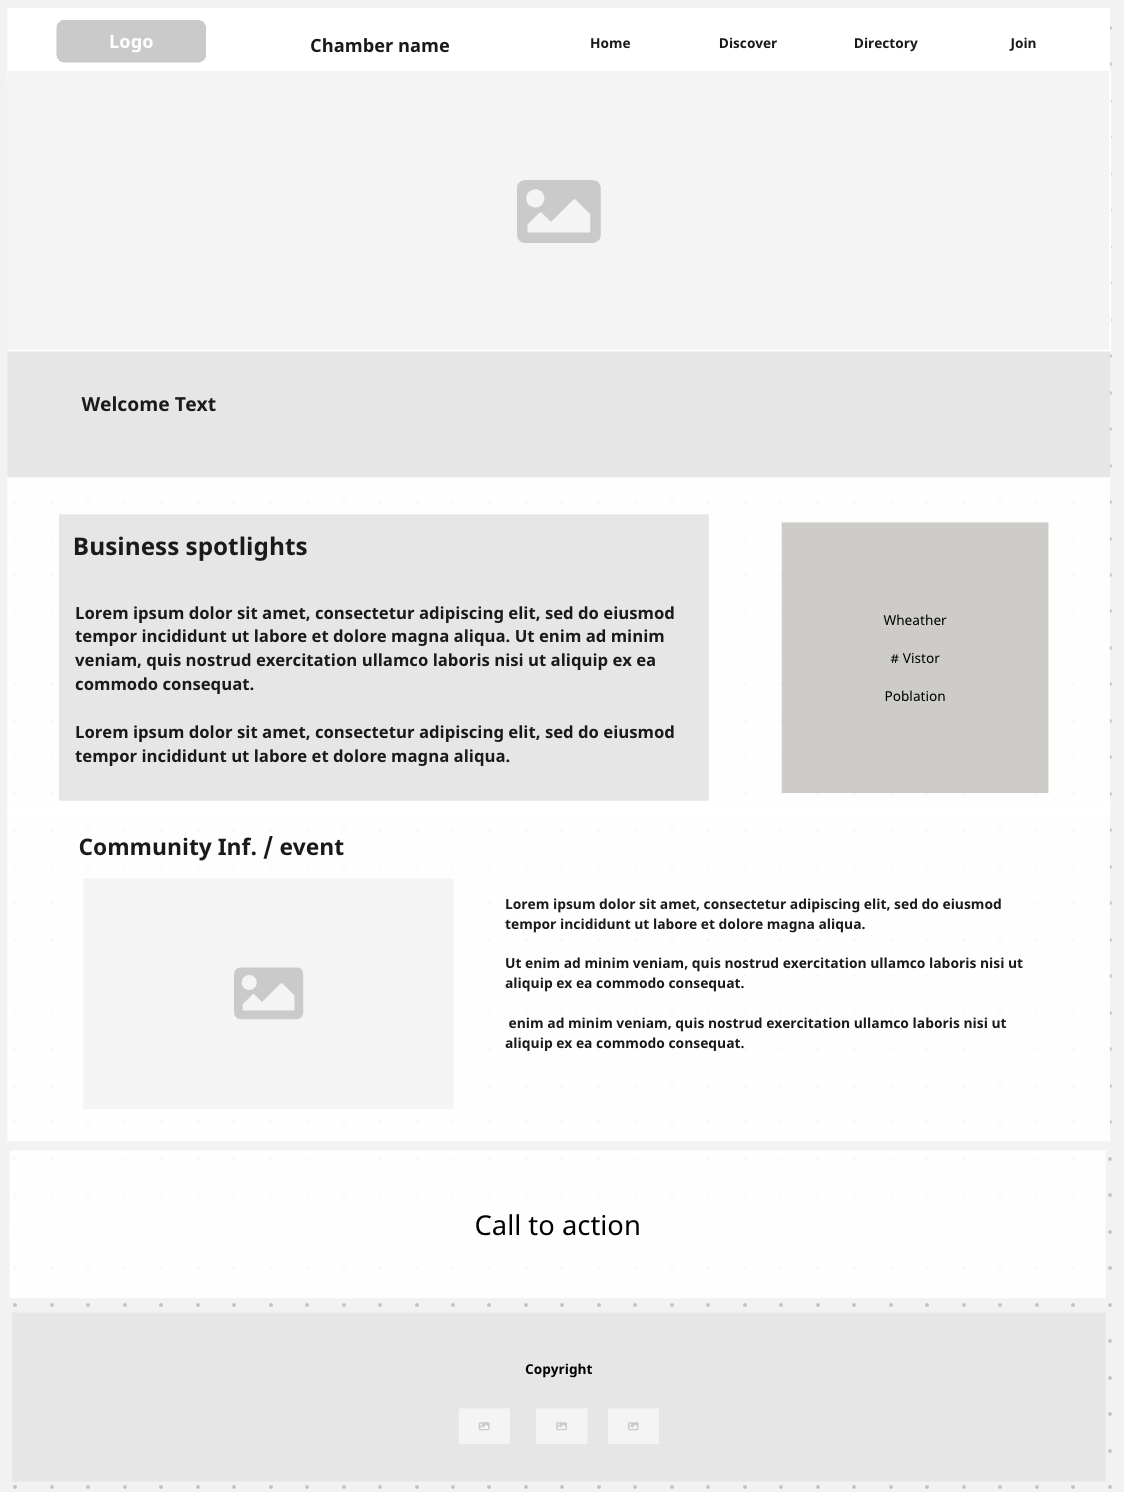 Logo
Chamber name
Home
Discover
Directory
Join
Welcome Text
Business spotlights
Lorem ipsum dolor sit amet, consectetur adipiscing elit, sed do eiusmod
tempor incididunt ut labore et dolore magna aliqua. Ut enim ad minim
veniam, quis nostrud exercitation ullamco laboris nisi ut aliquip ex ea
commodo consequat.
Lorem ipsum dolor sit amet, consectetur adipiscing elit, sed do eiusmod
tempor incididunt ut labore et dolore magna aliqua.
Wheather
# Vistor
Poblation
Community Inf. / event
Lorem ipsum dolor sit amet, consectetur adipiscing elit, sed do eiusmod
tempor incididunt ut labore et dolore magna aliqua.
Ut enim ad minim veniam, quis nostrud exercitation ullamco laboris nisi ut
aliquip ex ea commodo consequat.
enim ad minim veniam, quis nostrud exercitation ullamco laboris nisi ut
aliquip ex ea commodo consequat.
Call to action
Copyright